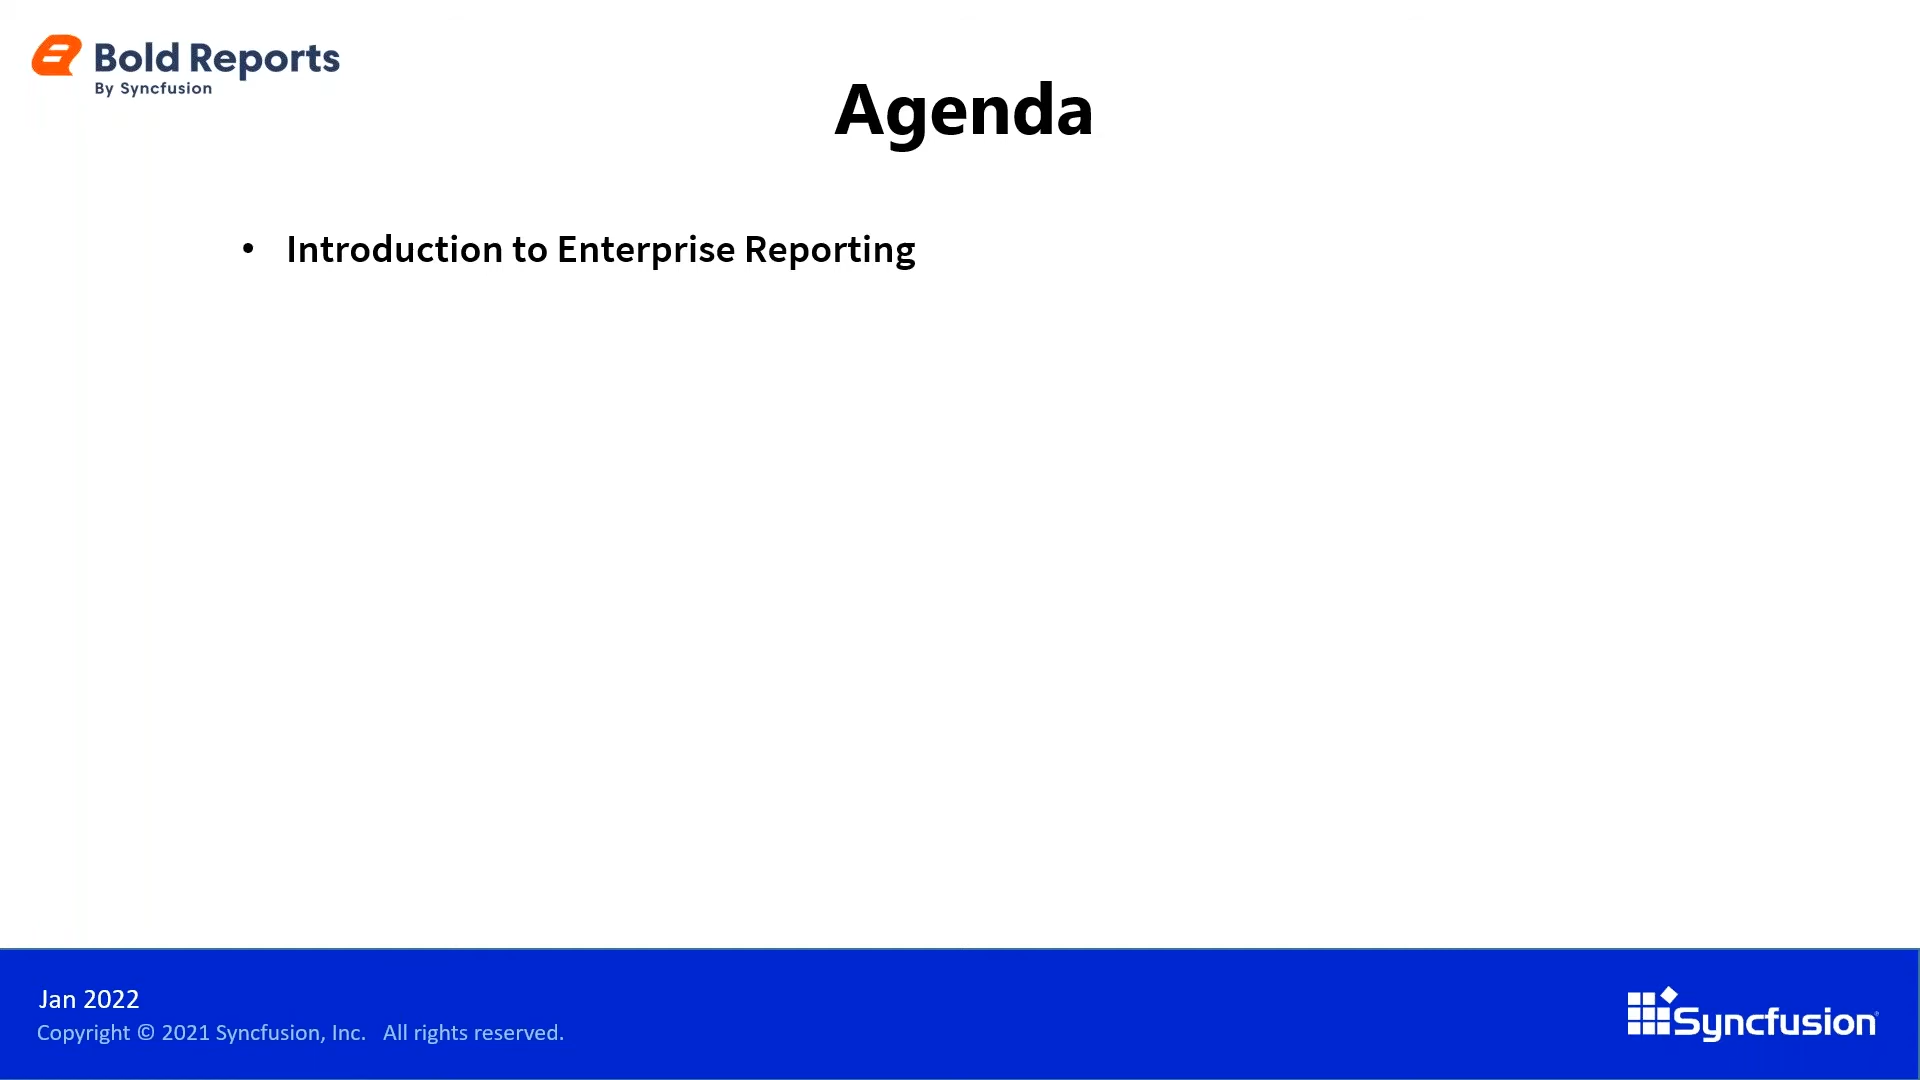 Bold Reports
By Syncfusion
Agenda
• Introduction to Enterprise Reporting
Jan 2022
Copyright © 2021 Syncfusion, Inc.   All rights reserved.
Syncfusion